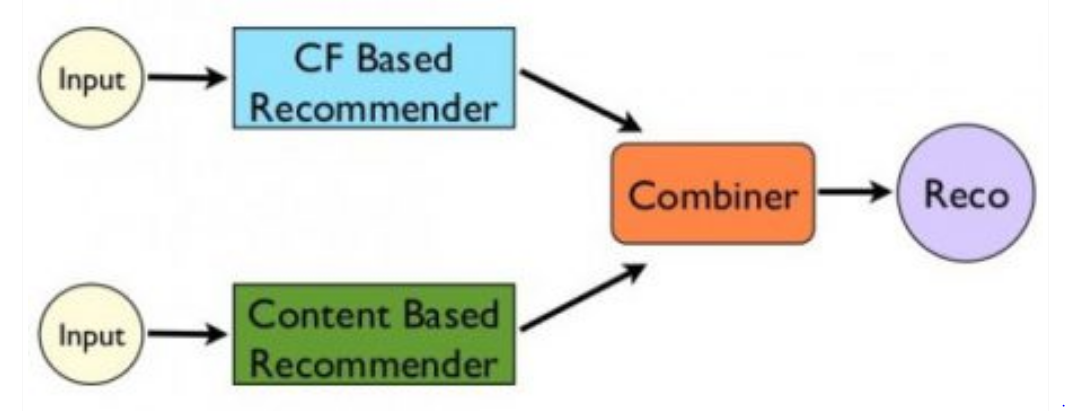 Input
CF Based
Recommender
Combiner
Reco
Input
Content Based
Recommender